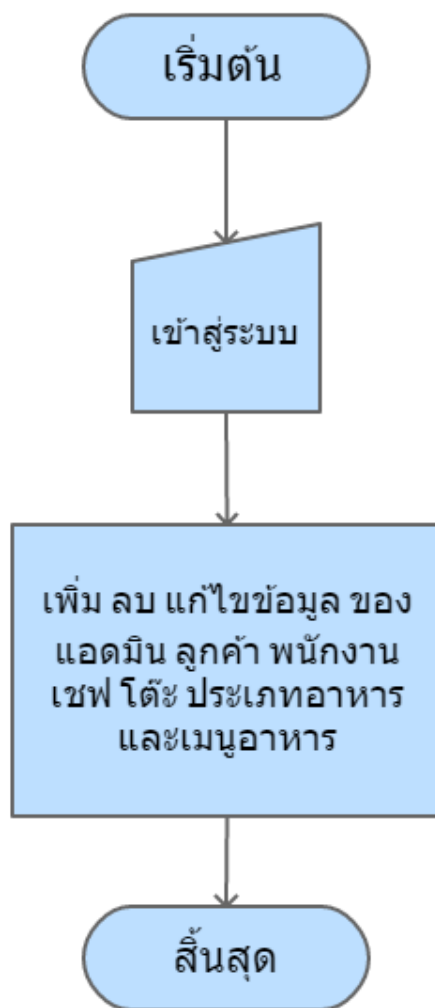 เริ่มต้น
เข้าสู่ระบบ
เพิ่ม ลบ แก้ไขข้อมูล ของ
แอดมิน ลูกค้า พนักงาน
เชฟ โต๊ะ ประเภทอาหาร
และเมนูอาหาร
สิ้นสุด